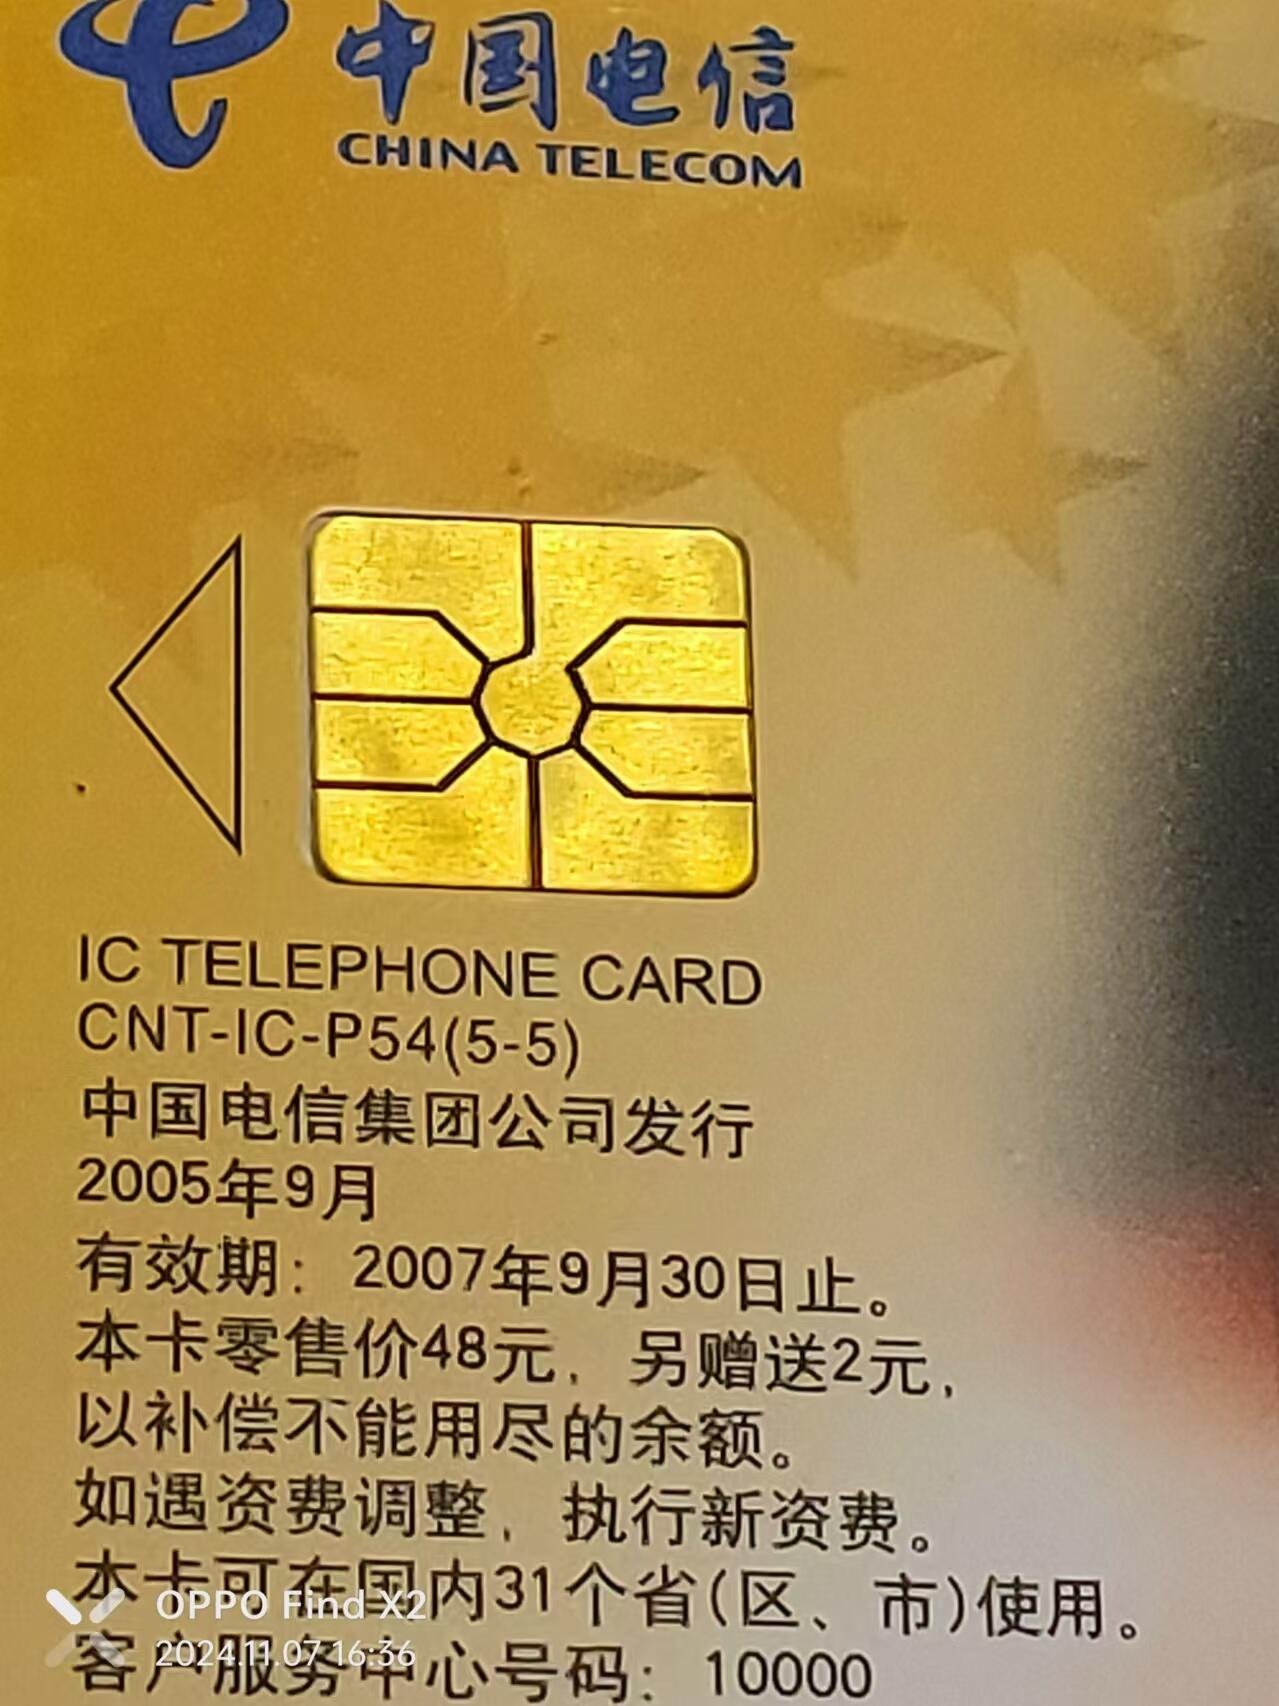 中国电信
CHINA TELECOM
IC TELEPHONE CARD
CNT-IC-P54(5-5)
中国电信集团公司发行
2005年9月
有效期：2007年9月30日止。
本卡零售价48元，另赠送2元，
以补偿不能用尽的余额。
如遇资费调整，执行新资费。
本卡可在国内31个省(区、市)使用。
客户服务中心号码：10000
OPPO Find X2
2024.11.07 16:36